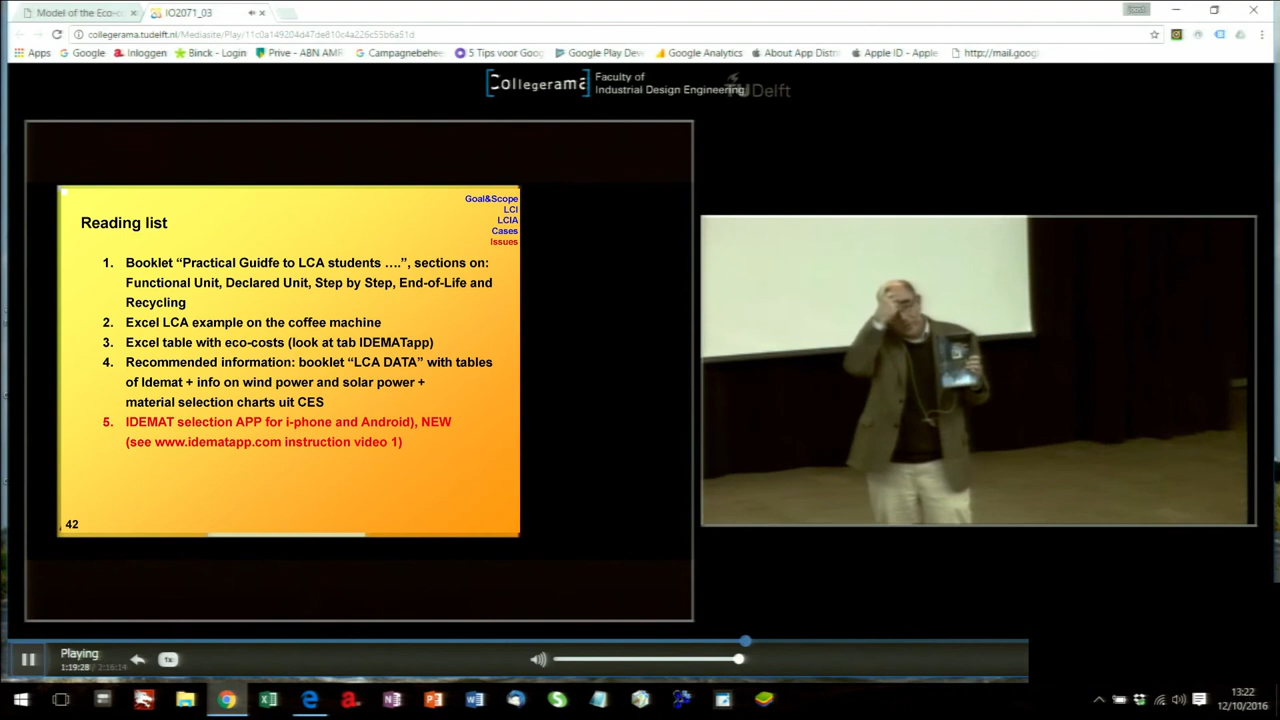 Model of the Eco-c
IO2071_03
collegerama.tudelft.nl/Mediasite/Play/11c0a149204d47de810c4a226c55b6a51d
Apps
Google
Inloggen
Binck - Login
Prive - ABN AMR
Campagnebehee
5 Tips voor Goog
Google Play Dev
Google Analytics
About App Distri
Apple ID - Apple
http://mail.goog
Collegerama
Faculty of
Industrial Design Engineering
TUDelft
Goal&Scope
LCI
LCIA
Cases
Issues
Reading list
1. Booklet “Practical Guidfe to LCA students ….”, sections on:
Functional Unit, Declared Unit, Step by Step, End-of-Life and
Recycling
2. Excel LCA example on the coffee machine
3. Excel table with eco-costs (look at tab IDEMATapp)
4. Recommended information: booklet “LCA DATA” with tables
of Idemat + info on wind power and solar power +
material selection charts uit CES
5. IDEMAT selection APP for i-phone and Android), NEW
(see www.idematapp.com instruction video 1)
42
Playing
1:19:28 / 2:16:14
1x
13:22
12/10/2016